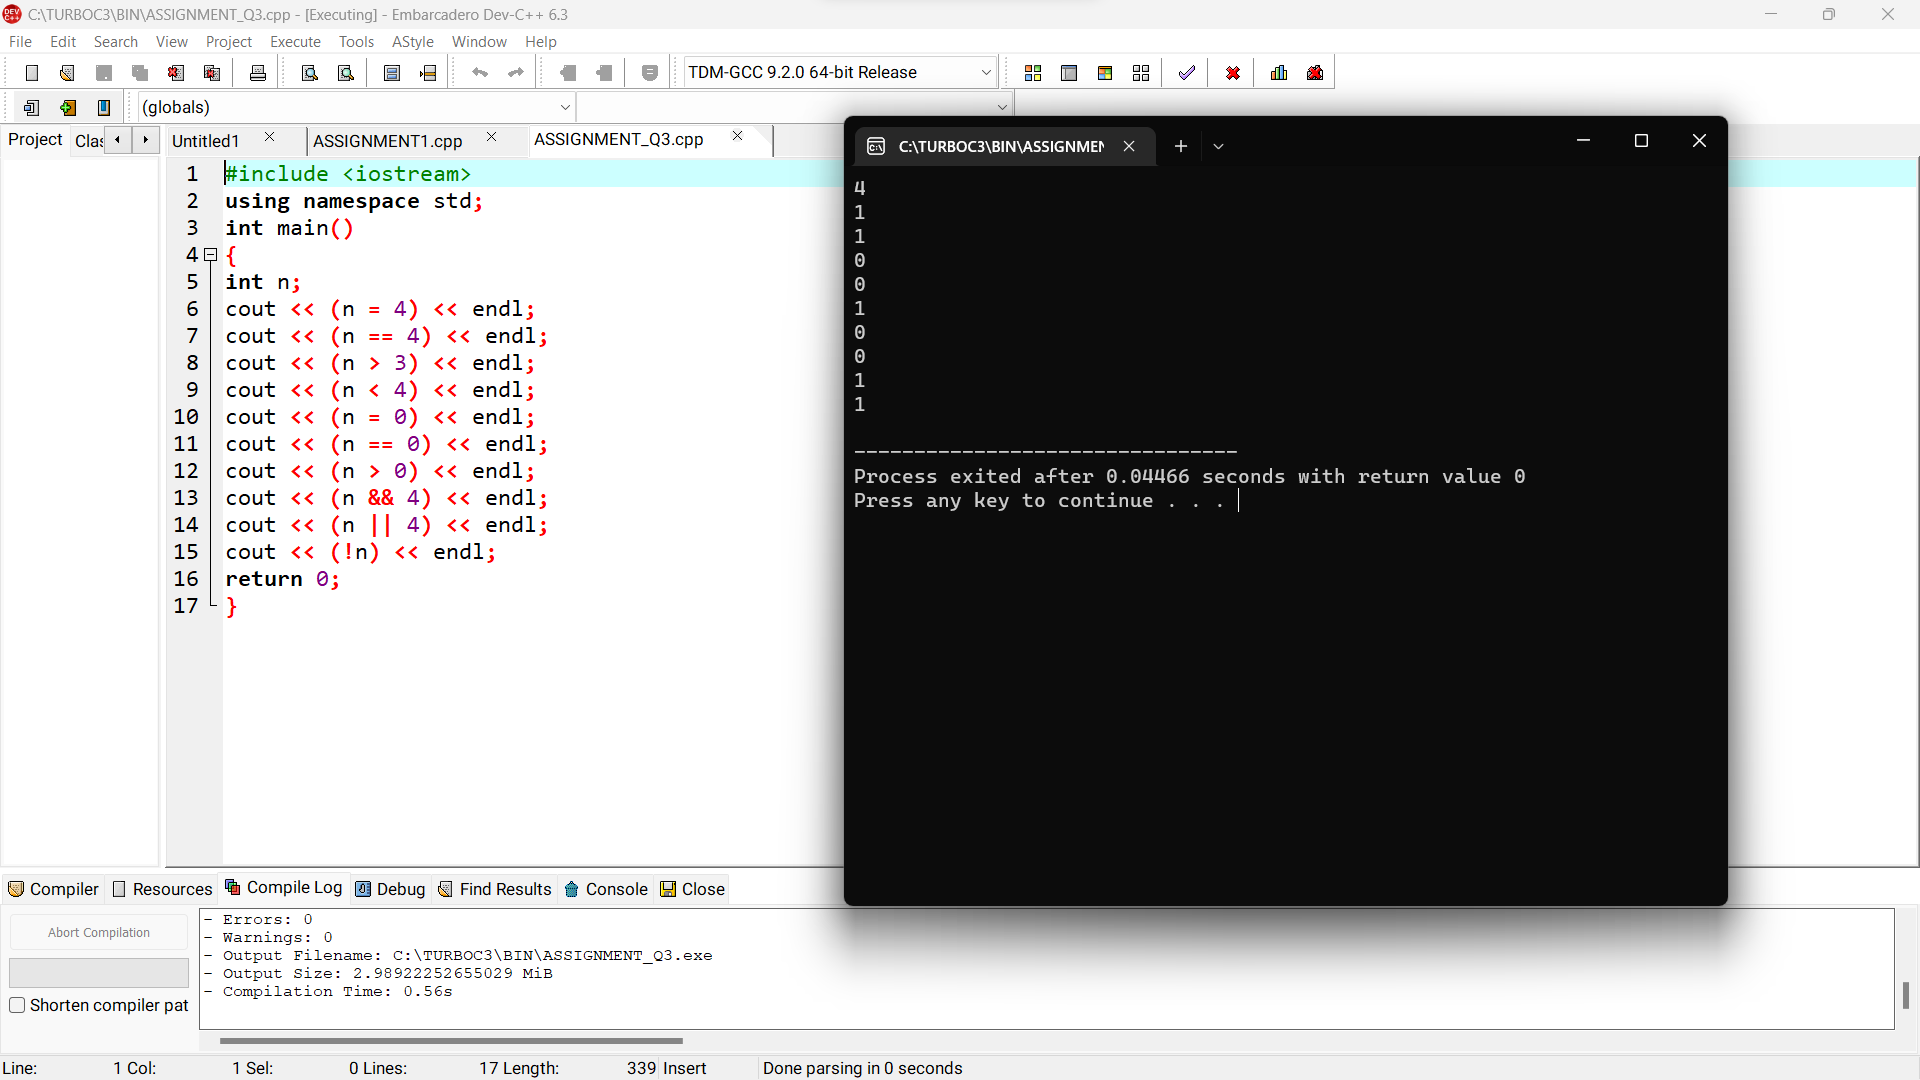 C:\TURBOC3\BIN\ASSIGNMENT_Q3.cpp - [Executing] - Embarcadero Dev-C++ 6.3
File Edit Search View Project Execute Tools AStyle Window Help
TDM-GCC 9.2.0 64-bit Release
(globals)
Project Clas Untitled1 ASSIGNMENT1.cpp ASSIGNMENT_Q3.cpp
1 #include <iostream>
2 using namespace std;
3 int main()
4 {
5 int n;
6 cout << (n = 4) << endl;
7 cout << (n == 4) << endl;
8 cout << (n > 3) << endl;
9 cout << (n < 4) << endl;
10 cout << (n = 0) << endl;
11 cout << (n == 0) << endl;
12 cout << (n > 0) << endl;
13 cout << (n && 4) << endl;
14 cout << (n || 4) << endl;
15 cout << (!n) << endl;
16 return 0;
17 }
C:\TURBOC3\BIN\ASSIGNMEN
4
1
1
0
0
1
0
0
1
1
--------------------------------
Process exited after 0.04466 seconds with return value 0
Press any key to continue . . .
Compiler Resources Compile Log Debug Find Results Console Close
Abort Compilation
Shorten compiler pat
- Errors: 0
- Warnings: 0
- Output Filename: C:\TURBOC3\BIN\ASSIGNMENT_Q3.exe
- Output Size: 2.98922252655029 MiB
- Compilation Time: 0.56s
Line: 1 Col: 1 Sel: 0 Lines: 17 Length: 339 Insert Done parsing in 0 seconds